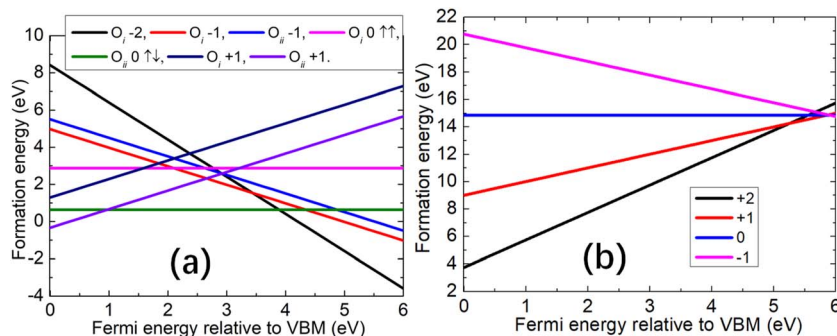 O_i -2, O_i -1, O_ii -1, O_i 0 ↑↑,
O_ii 0 ↑↓, O_i +1, O_ii +1.
Formation energy (eV)
10
8
6
4
2
0
-2
-4
(a)
0 1 2 3 4 5 6
Fermi energy relative to VBM (eV)
Formation energy (eV)
22
20
18
16
14
12
10
8
6
4
2
+2
+1
0
-1
(b)
0 1 2 3 4 5 6
Fermi energy relative to VBM (eV)